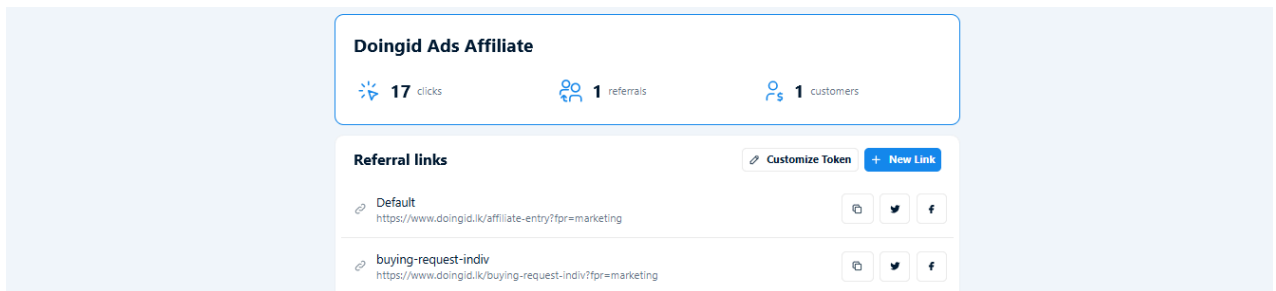 Doingid Ads Affiliate
17 clicks
1 referrals
1 customers
Referral links
Customize Token
+ New Link
Default
https://www.doingid.lk/affiliate-entry?fpr=marketing
buying-request-indiv
https://www.doingid.lk/buying-request-indiv?fpr=marketing